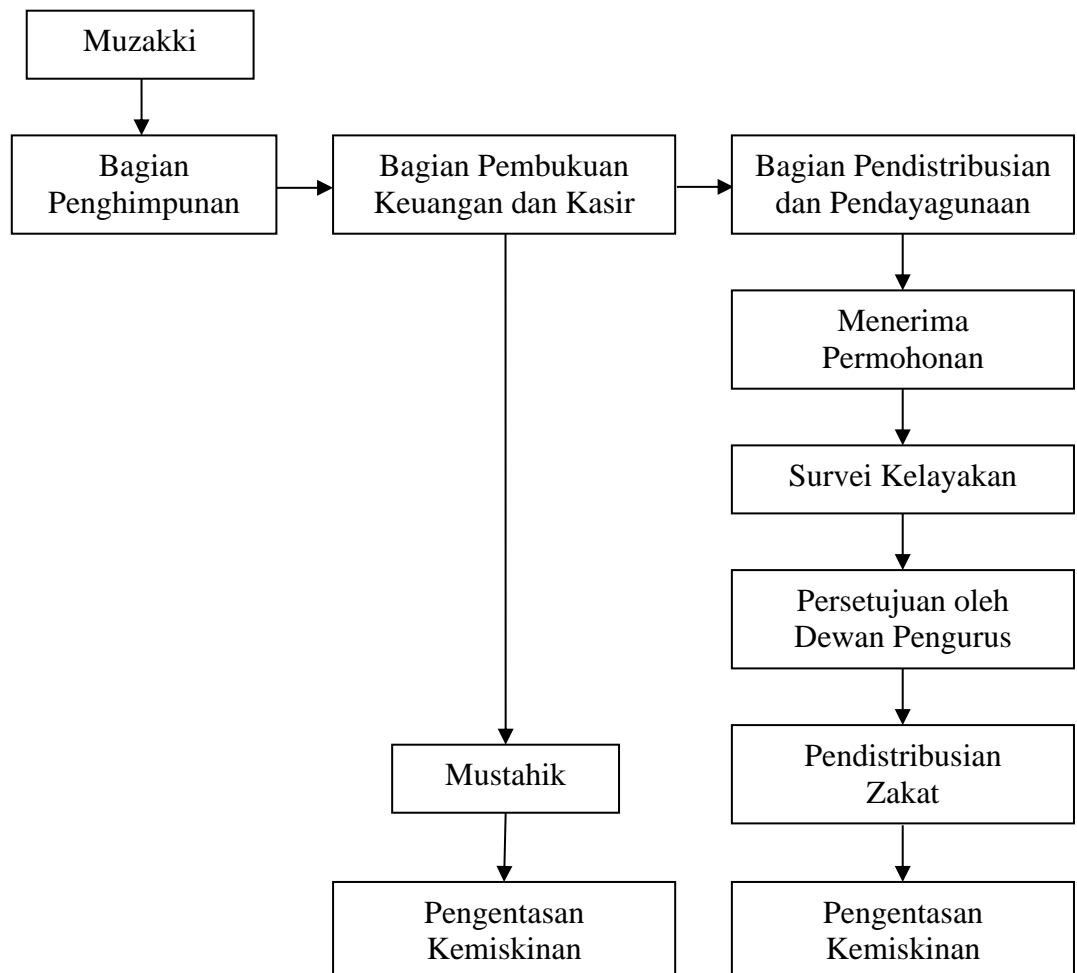 Muzakki
Bagian
Penghimpunan
Bagian Pembukuan
Keuangan dan Kasir
Bagian Pendistribusian
dan Pendayagunaan
Menerima
Permohonan
Survei Kelayakan
Persetujuan oleh
Dewan Pengurus
Mustahik
Pendistribusian
Zakat
Pengentasan
Kemiskinan
Pengentasan
Kemiskinan